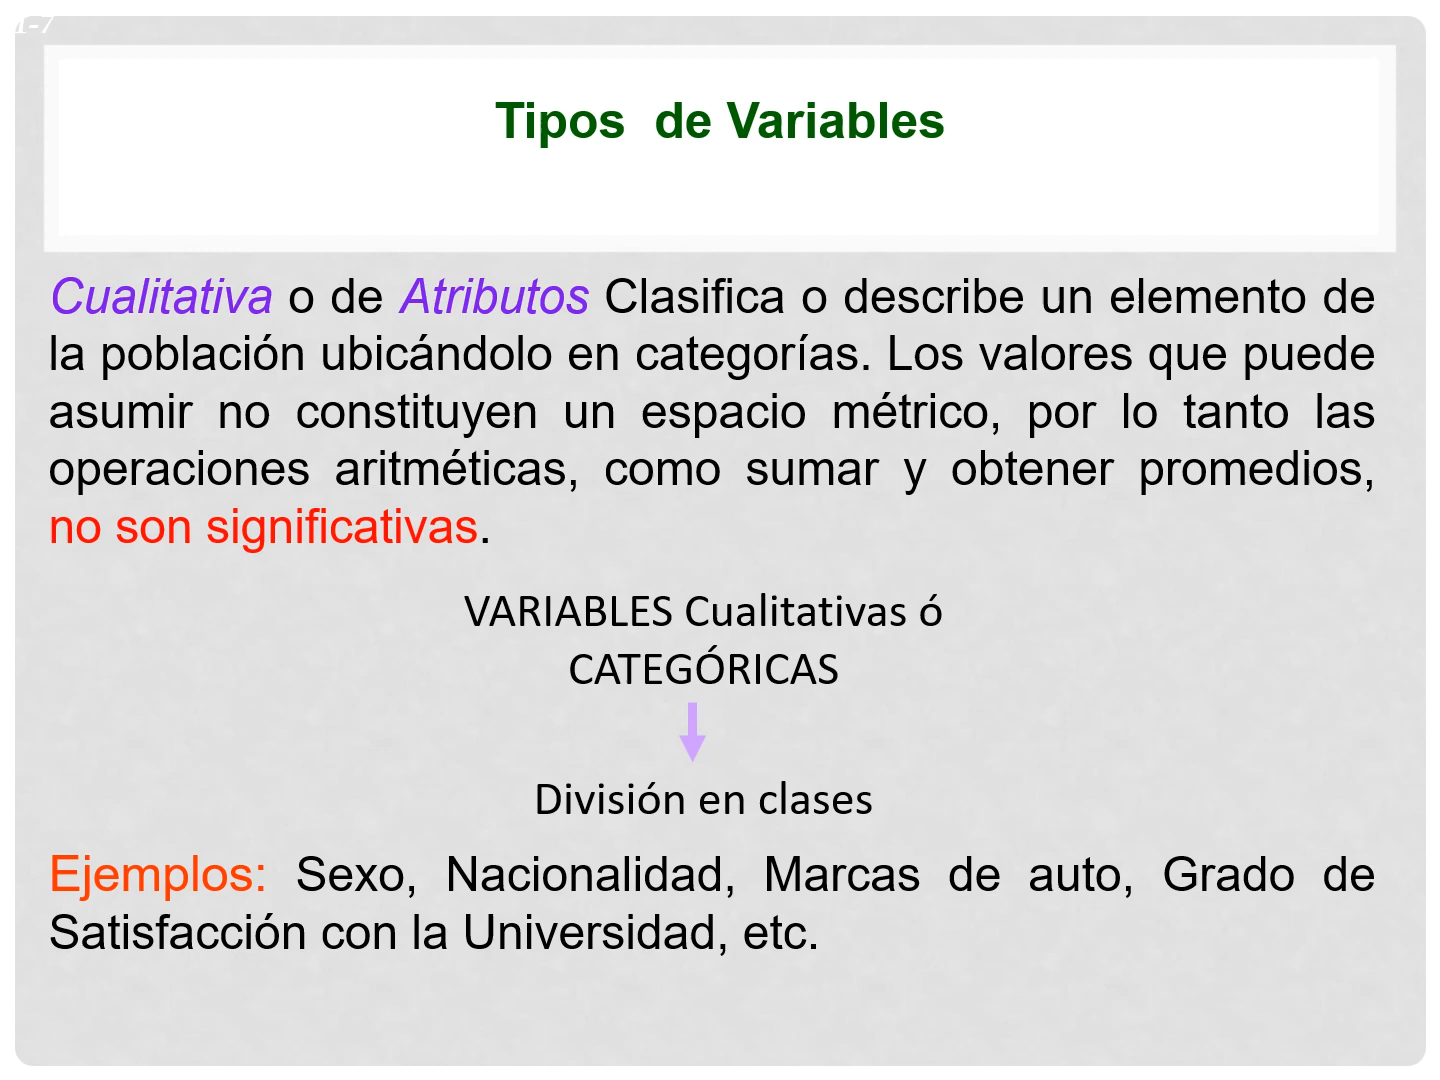 1-7
Tipos de Variables
Cualitativa o de Atributos Clasifica o describe un elemento de
la población ubicándolo en categorías. Los valores que puede
asumir no constituyen un espacio métrico, por lo tanto las
operaciones aritméticas, como sumar y obtener promedios,
no son significativas.
VARIABLES Cualitativas ó
CATEGÓRICAS
División en clases
Ejemplos: Sexo, Nacionalidad, Marcas de auto, Grado de
Satisfacción con la Universidad, etc.